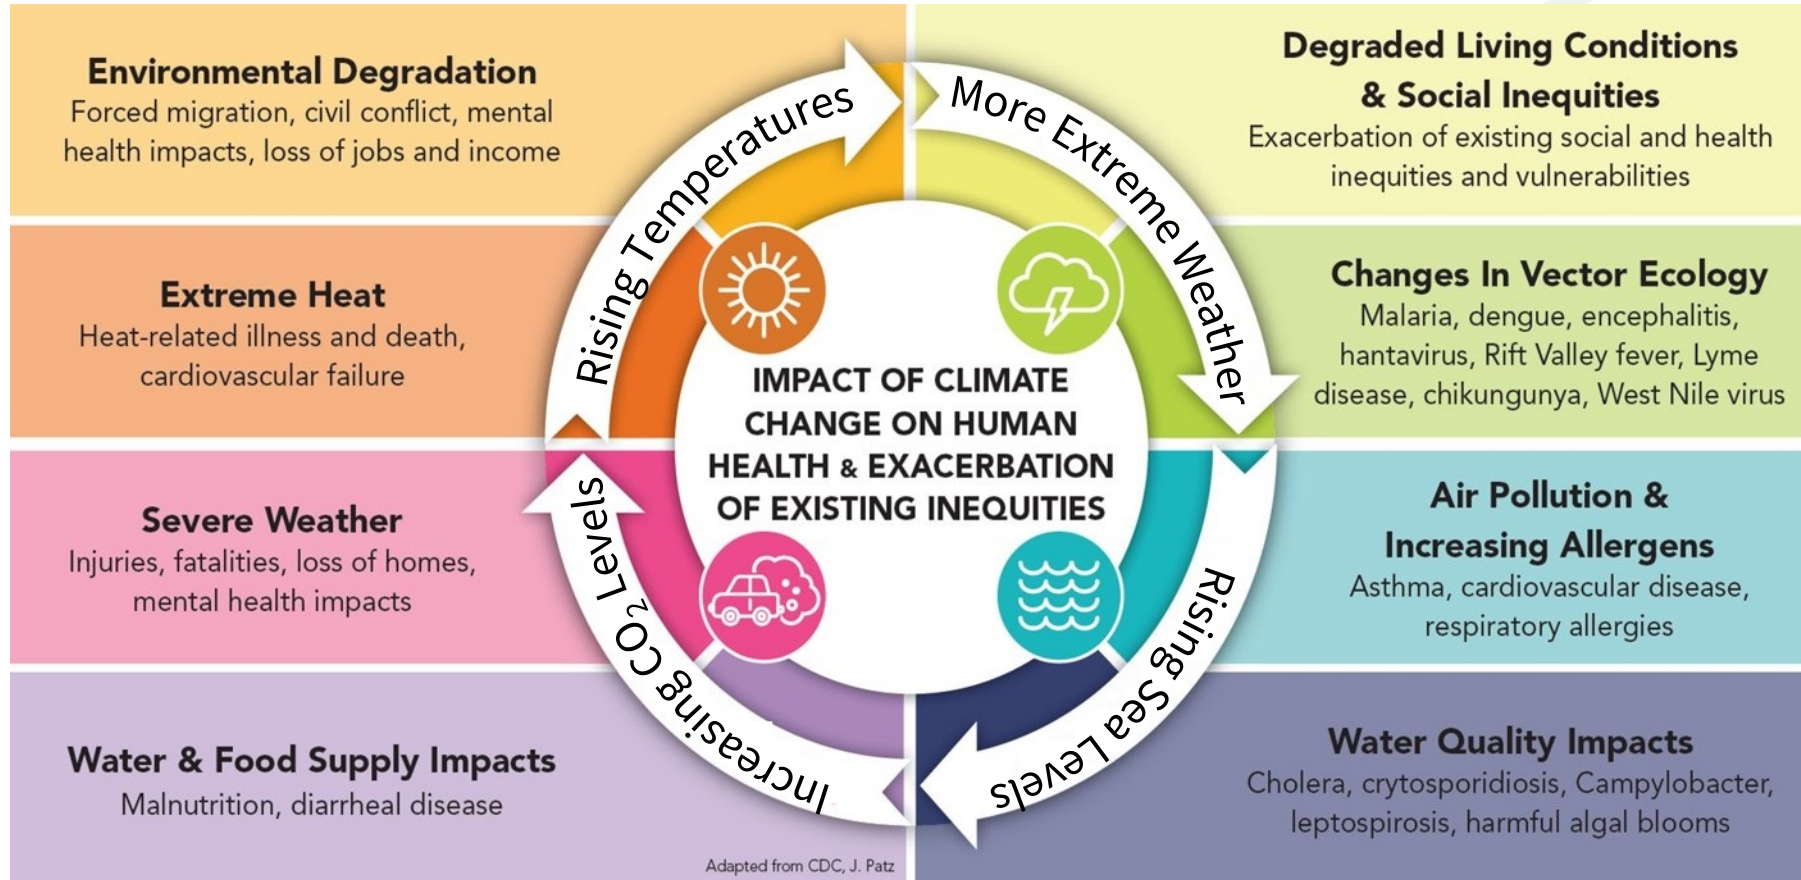 Environmental Degradation
Forced migration, civil conflict, mental
health impacts, loss of jobs and income
Extreme Heat
Heat-related illness and death,
cardiovascular failure
Severe Weather
Injuries, fatalities, loss of homes,
mental health impacts
Water & Food Supply Impacts
Malnutrition, diarrheal disease
Adapted from CDC, J. Patz
Rising Temperatures
More Extreme Weather
Rising Sea Levels
Increasing CO₂ Levels
IMPACT OF CLIMATE
CHANGE ON HUMAN
HEALTH & EXACERBATION
OF EXISTING INEQUITIES
Degraded Living Conditions
& Social Inequities
Exacerbation of existing social and health
inequities and vulnerabilities
Changes In Vector Ecology
Malaria, dengue, encephalitis,
hantavirus, Rift Valley fever, Lyme
disease, chikungunya, West Nile virus
Air Pollution &
Increasing Allergens
Asthma, cardiovascular disease,
respiratory allergies
Water Quality Impacts
Cholera, crytosporidiosis, Campylobacter,
leptospirosis, harmful algal blooms